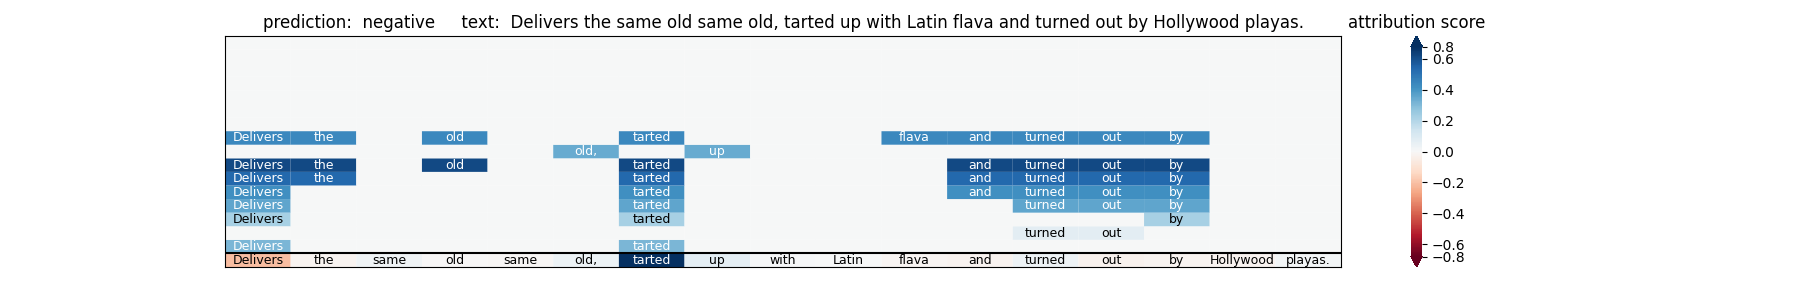 prediction:  negative     text:  Delivers the same old same old, tarted up with Latin flava and turned out by Hollywood playas.
attribution score
Delivers the old tarted flava and turned out by
old, up
Delivers the old tarted and turned out by
Delivers the tarted and turned out by
Delivers tarted and turned out by
Delivers tarted turned out by
Delivers tarted by
turned out
Delivers tarted
Delivers the same old same old, tarted up with Latin flava and turned out by Hollywood playas.
0.8
0.6
0.4
0.2
0.0
−0.2
−0.4
−0.6
−0.8